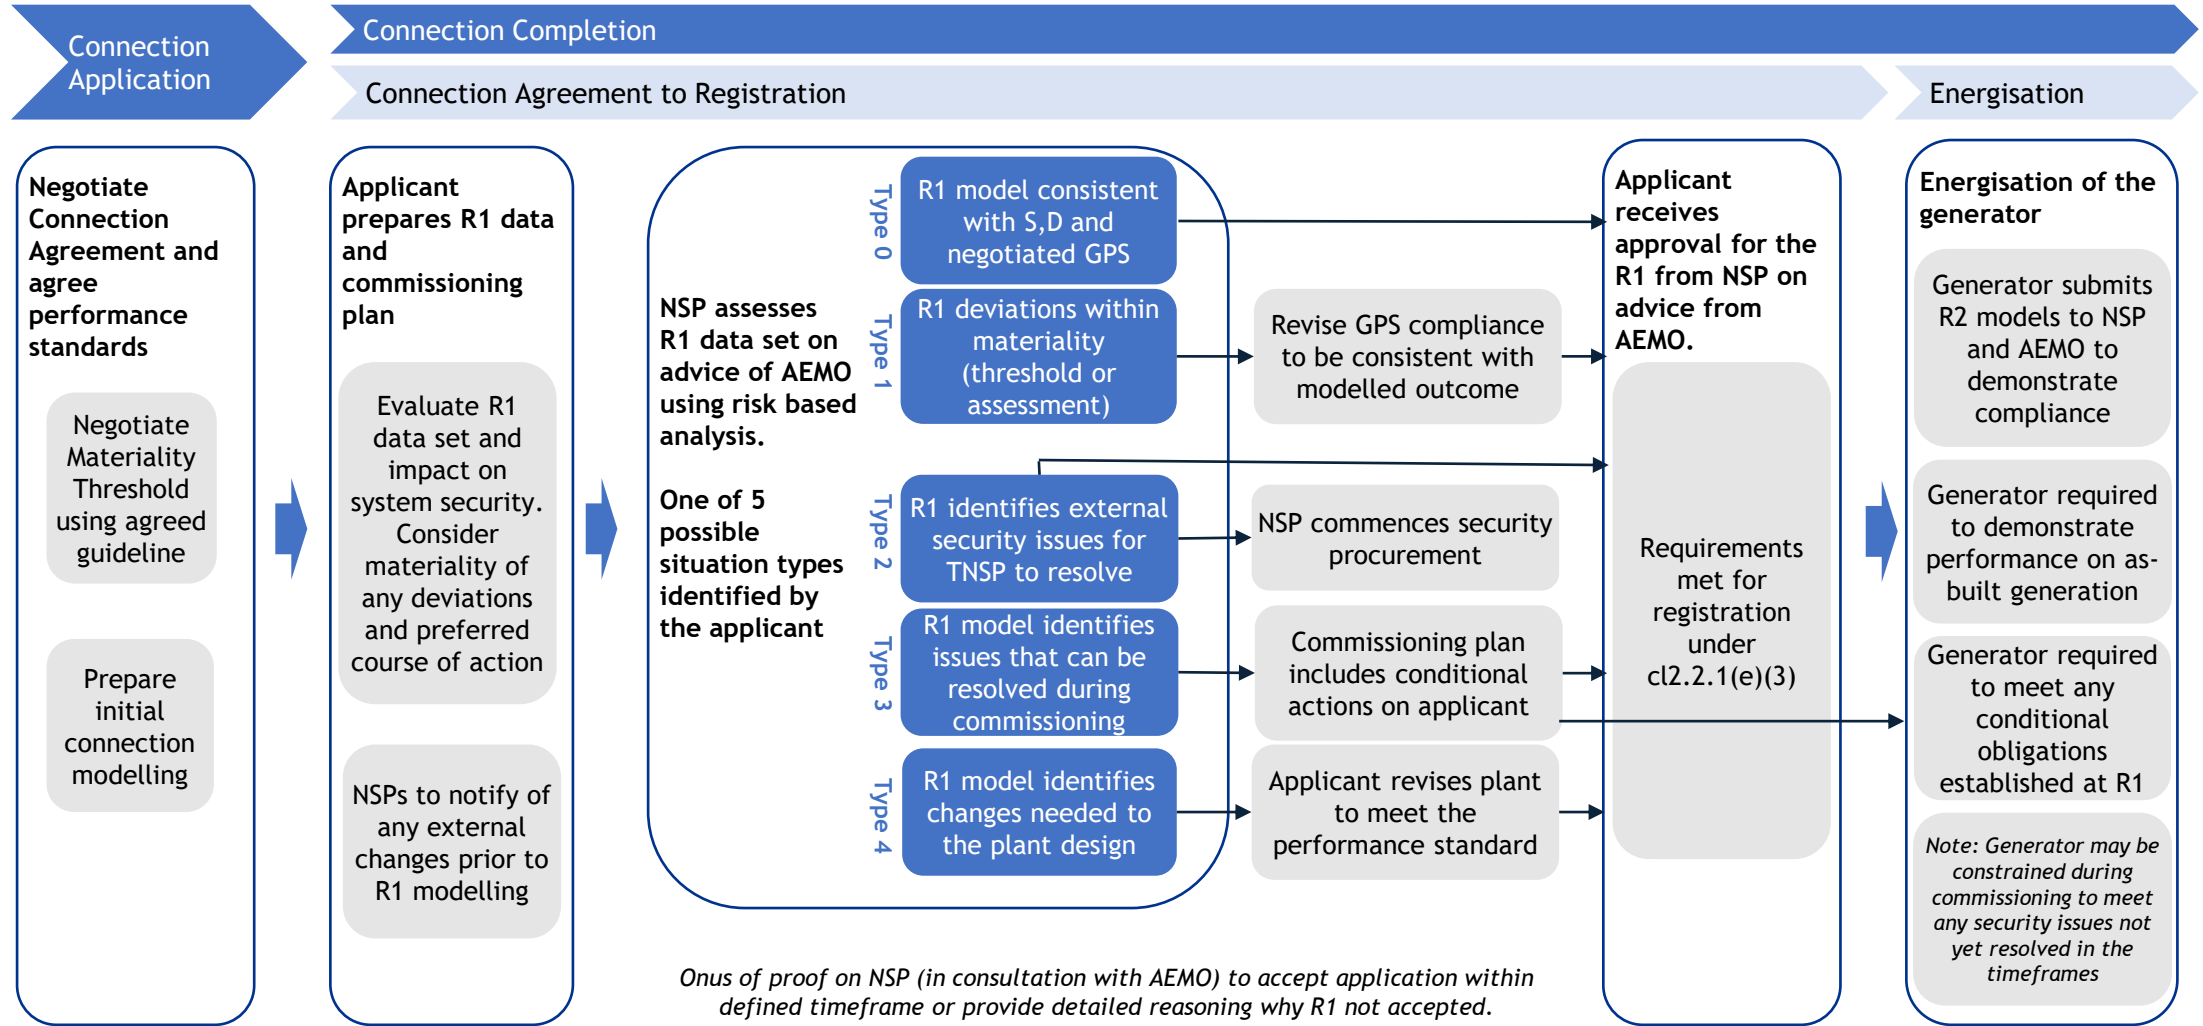 Connection
Application
Connection Completion
Connection Agreement to Registration
Energisation
Negotiate
Connection
Agreement and
agree
performance
standards
Negotiate
Materiality
Threshold
using agreed
guideline
Prepare
initial
connection
modelling
Applicant
prepares R1 data
and
commissioning
plan
Evaluate R1
data set and
impact on
system security.
Consider
materiality of
any deviations
and preferred
course of action
NSPs to notify of
any external
changes prior to
R1 modelling
NSP assesses
R1 data set on
advice of AEMO
using risk based
analysis.
One of 5
possible
situation types
identified by
the applicant
Type 0
R1 model consistent
with S,D and
negotiated GPS
Type 1
R1 deviations within
materiality
(threshold or
assessment)
Revise GPS compliance
to be consistent with
modelled outcome
Type 2
R1 identifies external
security issues for
TNSP to resolve
NSP commences security
procurement
Type 3
R1 model identifies
issues that can be
resolved during
commissioning
Commissioning plan
includes conditional
actions on applicant
Type 4
R1 model identifies
changes needed to
the plant design
Applicant revises plant
to meet the
performance standard
Onus of proof on NSP (in consultation with AEMO) to accept application within
defined timeframe or provide detailed reasoning why R1 not accepted.
Applicant
receives
approval for the
R1 from NSP on
advice from
AEMO.
Requirements
met for
registration
under
cl2.2.1(e)(3)
Energisation of the
generator
Generator submits
R2 models to NSP
and AEMO to
demonstrate
compliance
Generator required
to demonstrate
performance on as-
built generation
Generator required
to meet any
conditional
obligations
established at R1
Note: Generator may be
constrained during
commissioning to meet
any security issues not
yet resolved in the
timeframes